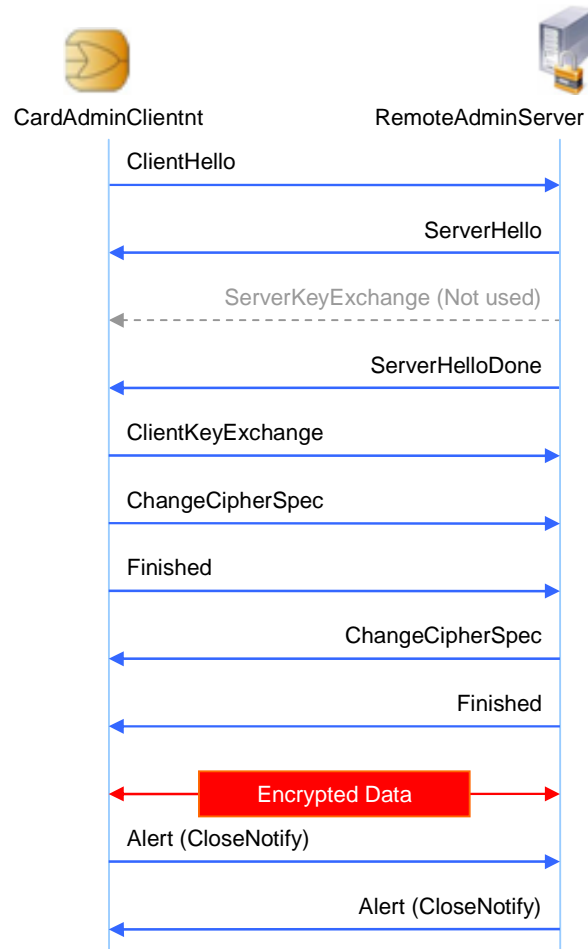 CardAdminClientnt
RemoteAdminServer
ClientHello
ServerHello
ServerKeyExchange (Not used)
ServerHelloDone
ClientKeyExchange
ChangeCipherSpec
Finished
ChangeCipherSpec
Finished
Encrypted Data
Alert (CloseNotify)
Alert (CloseNotify)